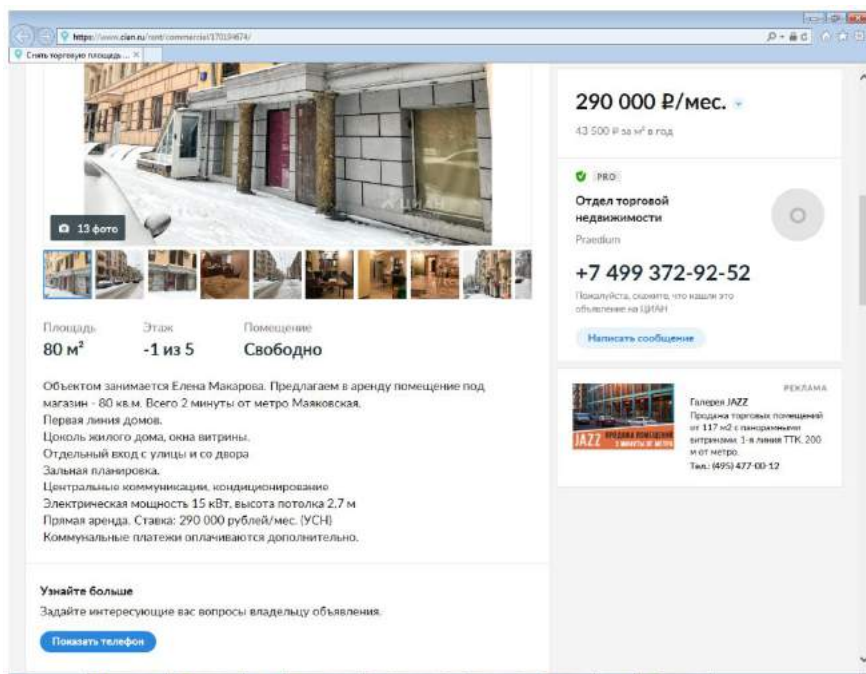 https://www.cian.ru/rent/commercial/170194674/
Снять торговую площадь ...
ЦИАН
13 фото
Площадь
Этаж
Помещение
80 м²
-1 из 5
Свободно
Объектом занимается Елена Макарова. Предлагаем в аренду помещение под
магазин - 80 кв.м. Всего 2 минуты от метро Маяковская.
Первая линия домов.
Цоколь жилого дома, окна витрины.
Отдельный вход с улицы и со двора
Зальная планировка.
Центральные коммуникации, кондиционирование
Электрическая мощность 15 кВт, высота потолка 2,7 м
Прямая аренда. Ставка: 290 000 рублей/мес. (УСН)
Коммунальные платежи оплачиваются дополнительно.
Узнайте больше
Задайте интересующие вас вопросы владельцу объявления.
Показать телефон
290 000 ₽/мес.
43 500 ₽ за м² в год
PRO
Отдел торговой
недвижимости
Praedium
+7 499 372-92-52
Пожалуйста, скажите, что нашли это
объявление на ЦИАН
Написать сообщение
РЕКЛАМА
Галерея JAZZ
Продажа торговых помещений
от 117 м2 с панорамными
витринами. 1-я линия ТТК, 200
м от метро.
Тел.: (495) 477-00-12
JAZZ ПРОДАЖА ПОМЕЩЕНИЙ